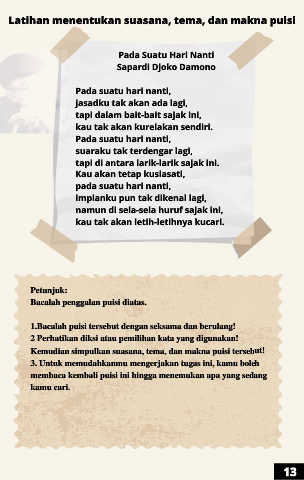 Latihan menentukan suasana, tema, dan makna puisi
Pada Suatu Hari Nanti
Sapardi Djoko Damono
Pada suatu hari nanti,
jasadku tak akan ada lagi,
tapi dalam bait-bait sajak ini,
kau tak akan kurelakan sendiri.
Pada suatu hari nanti,
suaraku tak terdengar lagi,
tapi di antara larik-larik sajak ini.
Kau akan tetap kusiasati,
pada suatu hari nanti,
impianku pun tak dikenal lagi,
namun di sela-sela huruf sajak ini,
kau tak akan letih-letihnya kucari.
Petunjuk:
Bacalah penggalan puisi diatas.
1.Bacalah puisi tersebut dengan seksama dan berulang!
2 Perhatikan diksi atau pemilihan kata yang digunakan!
Kemudian simpulkan suasana, tema, dan makna puisi tersebut!
3. Untuk memudahkanmu mengerjakan tugas ini, kamu boleh
membaca kembali puisi ini hingga menemukan apa yang sedang
kamu cari.
13